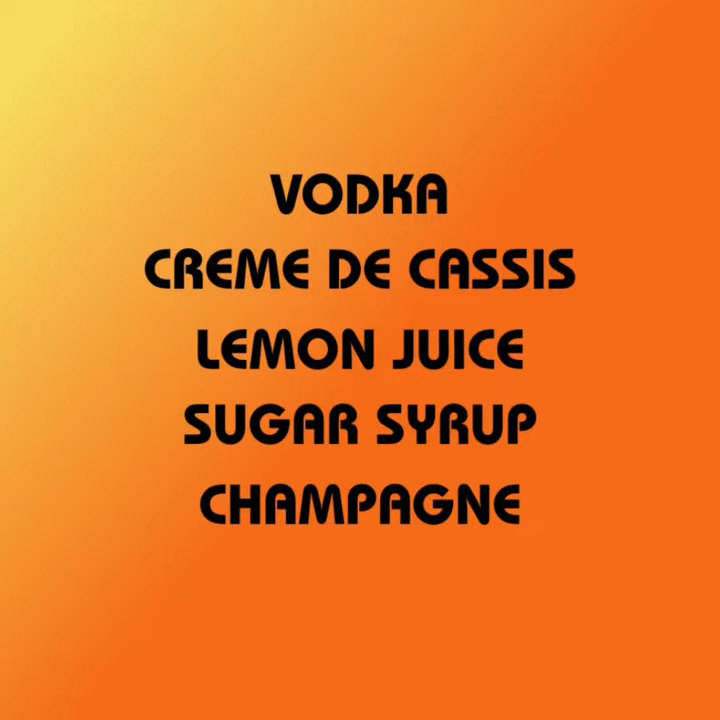 VODKA
CREME DE CASSIS
LEMON JUICE
SUGAR SYRUP
CHAMPAGNE